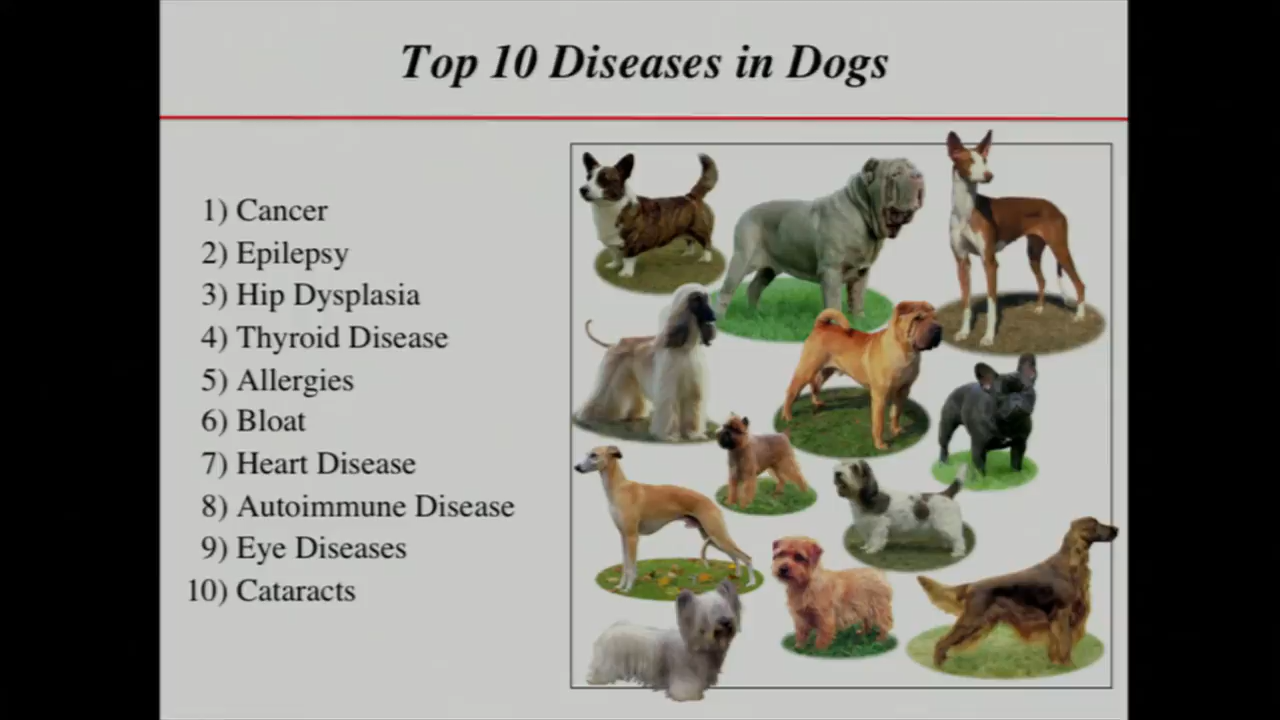 Top 10 Diseases in Dogs
1) Cancer
2) Epilepsy
3) Hip Dysplasia
4) Thyroid Disease
5) Allergies
6) Bloat
7) Heart Disease
8) Autoimmune Disease
9) Eye Diseases
10) Cataracts